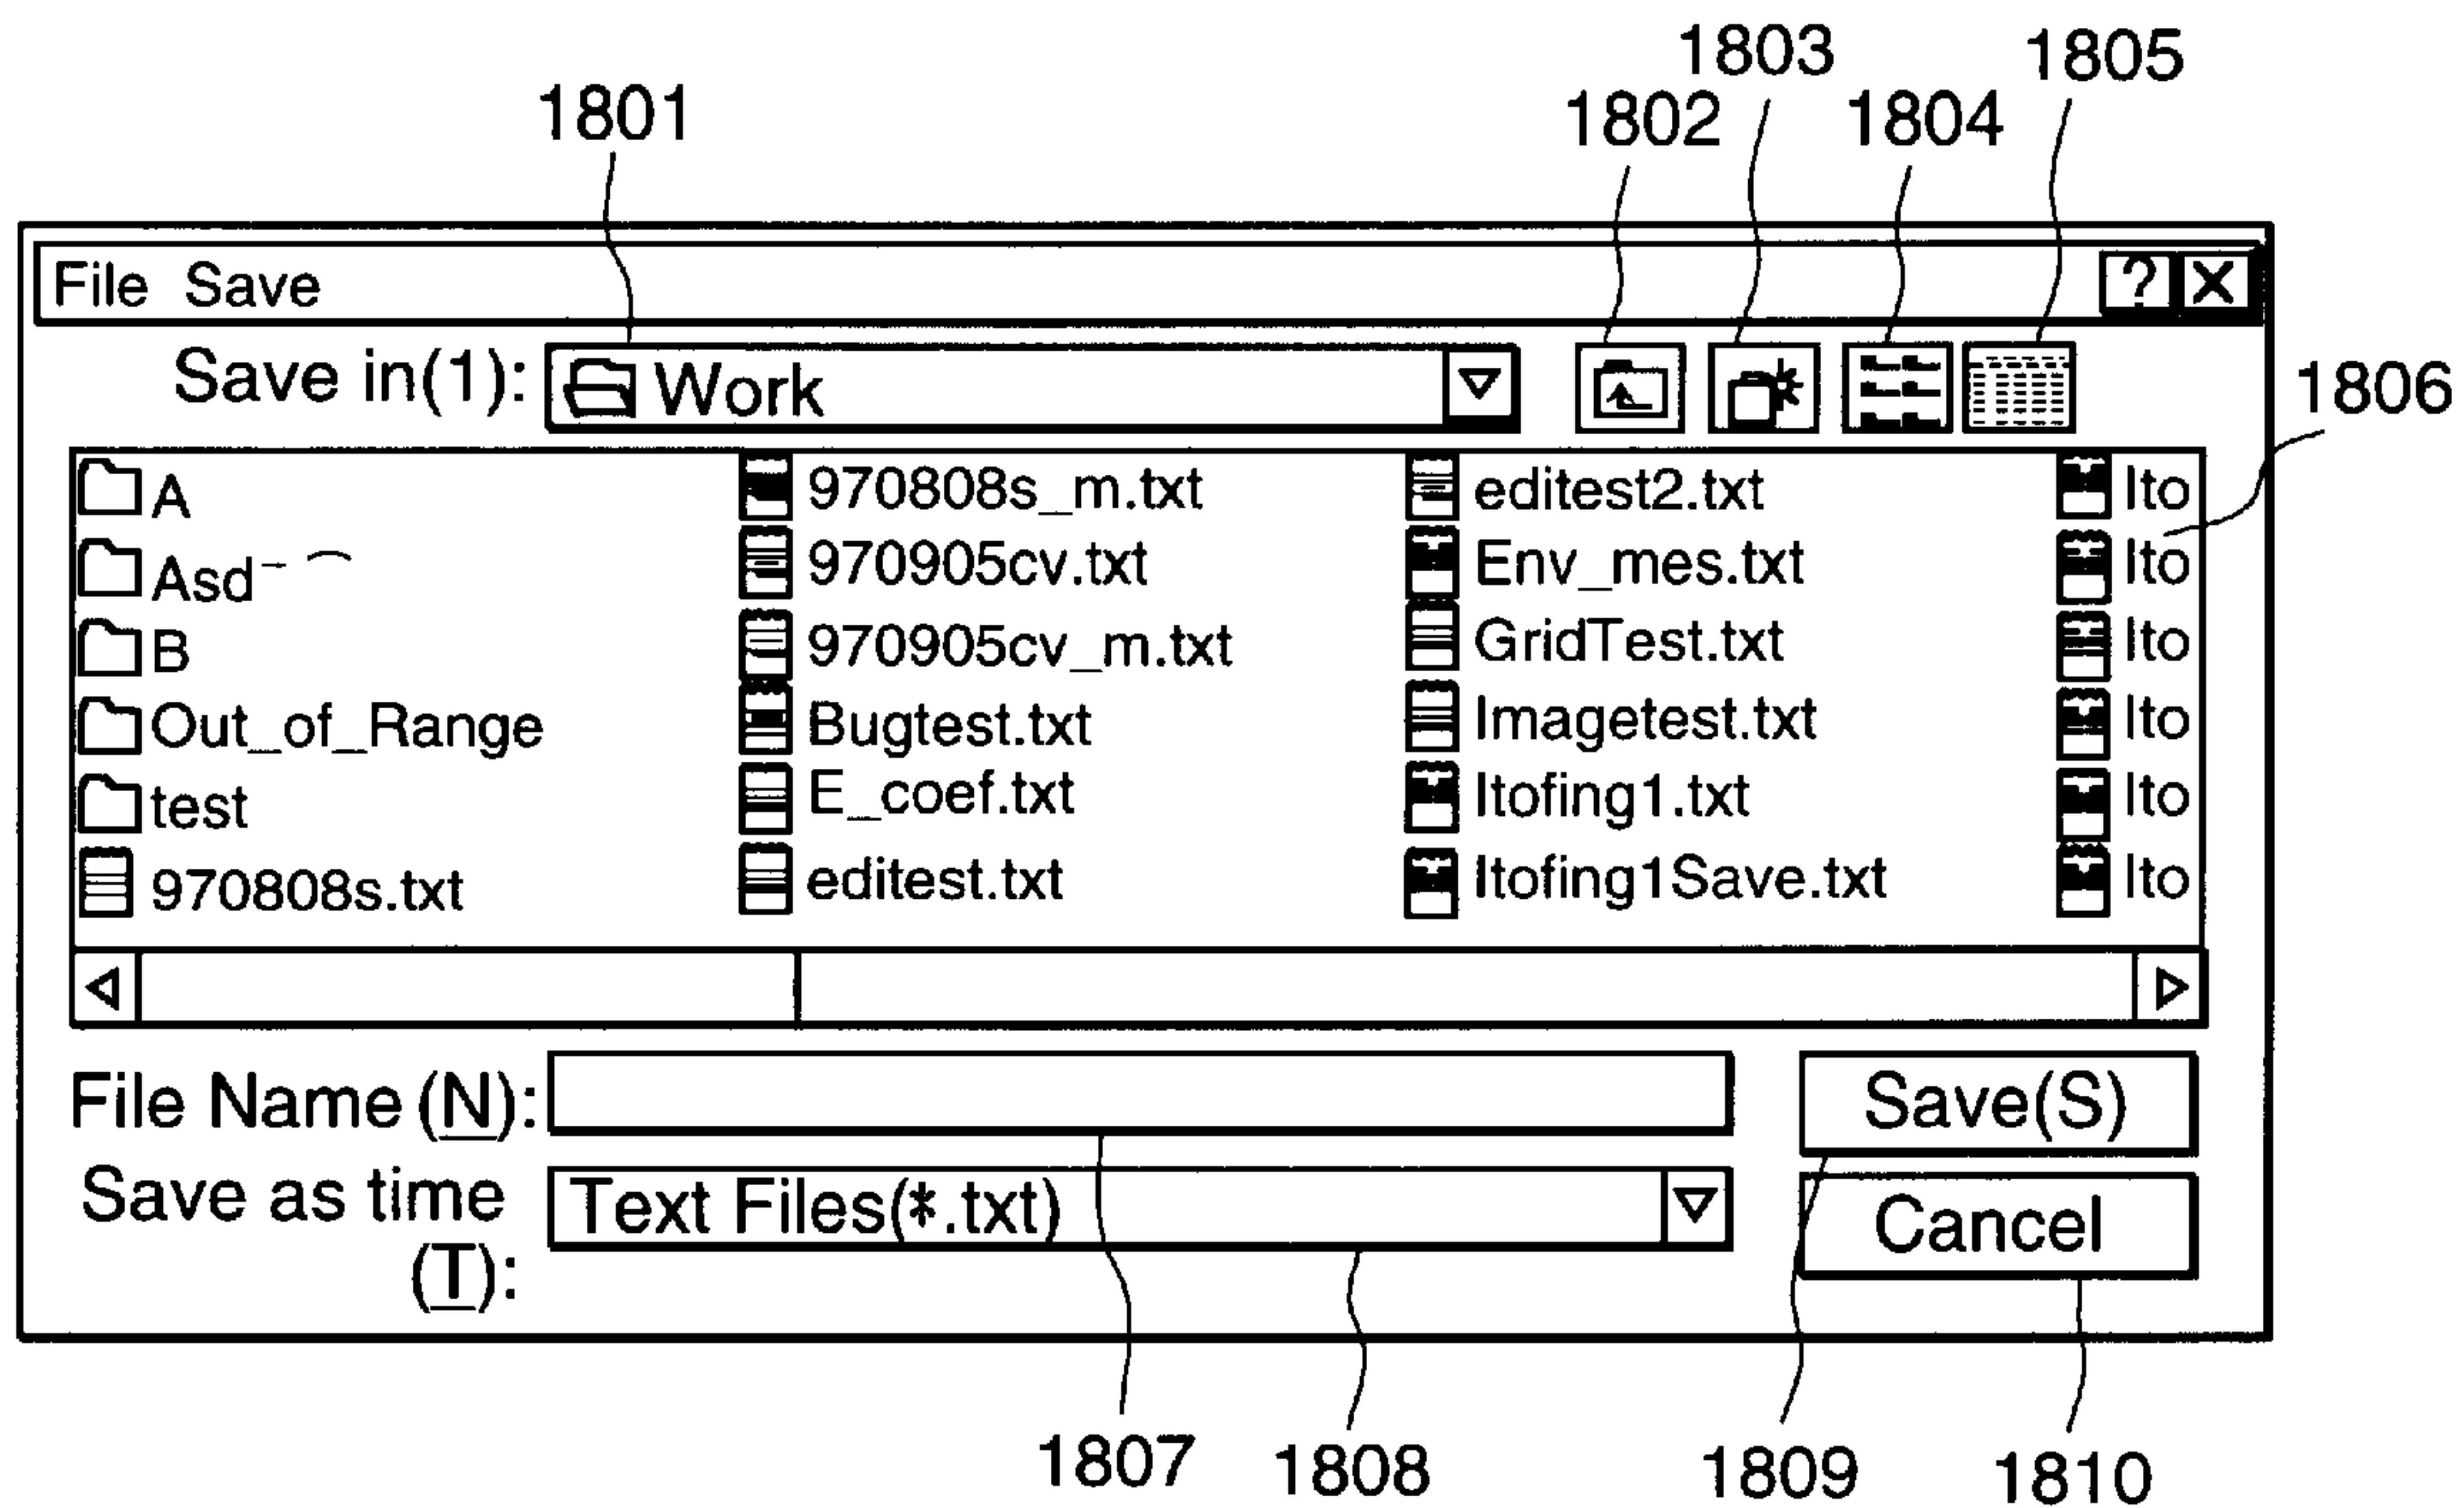 1803 1805
1801 1802 1804
File Save ? X
Save in(1): Work
1806
A 970808s_m.txt editest2.txt Ito
Asd 970905cv.txt Env_mes.txt Ito
B 970905cv_m.txt GridTest.txt Ito
Out_of_Range Bugtest.txt Imagetest.txt Ito
test E_coef.txt Itofing1.txt Ito
970808s.txt editest.txt Itofing1Save.txt Ito
File Name (N): Save(S)
Save as time Text Files(*.txt) Cancel
(T):
1807 1808 1809 1810